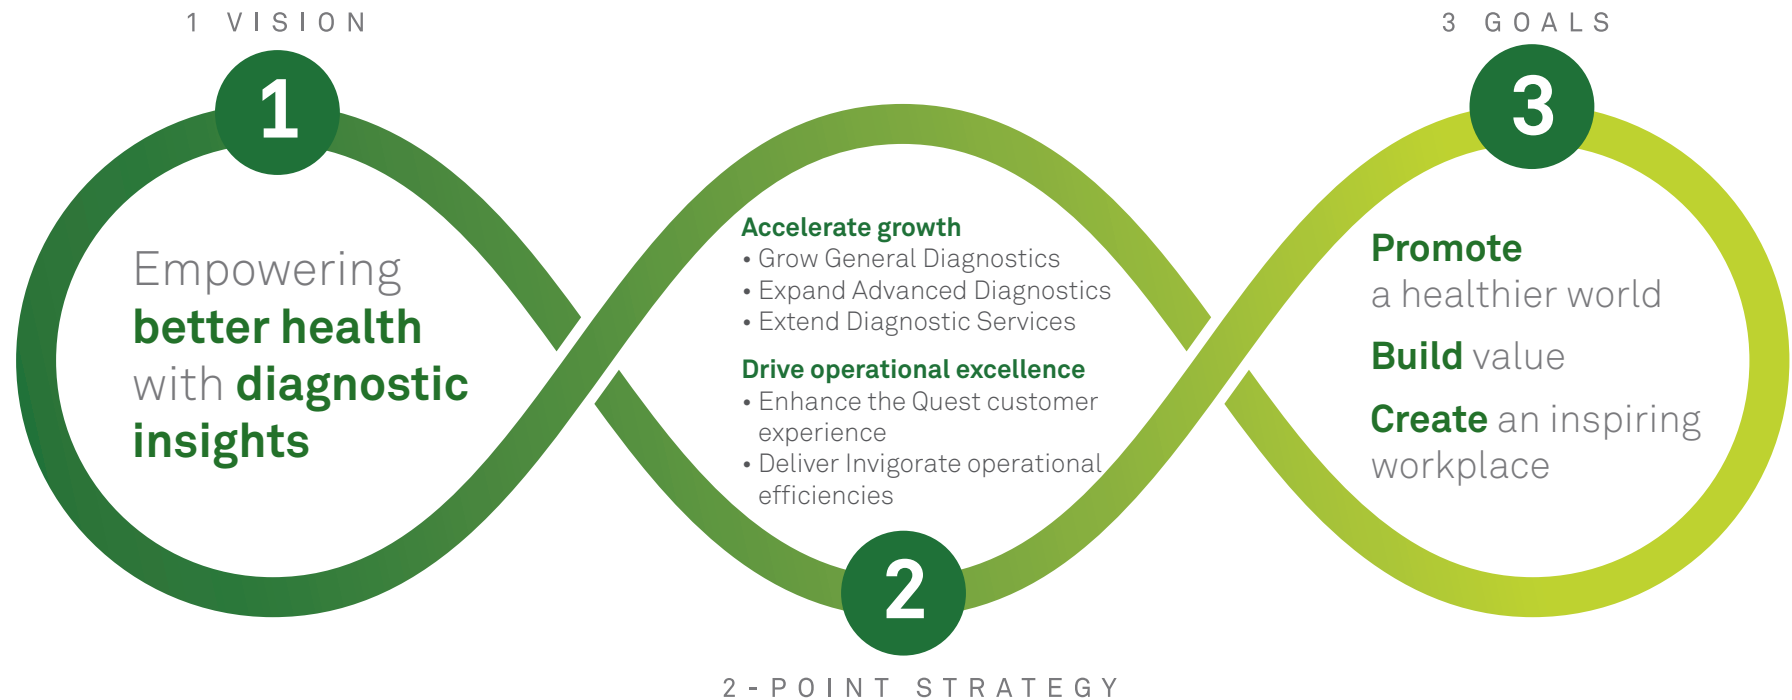 1 VISION
1
Empowering
better health
with diagnostic
insights
Accelerate growth
• Grow General Diagnostics
• Expand Advanced Diagnostics
• Extend Diagnostic Services
Drive operational excellence
• Enhance the Quest customer
experience
• Deliver Invigorate operational
efficiencies
2
2-POINT STRATEGY
3 GOALS
3
Promote
a healthier world
Build value
Create an inspiring
workplace